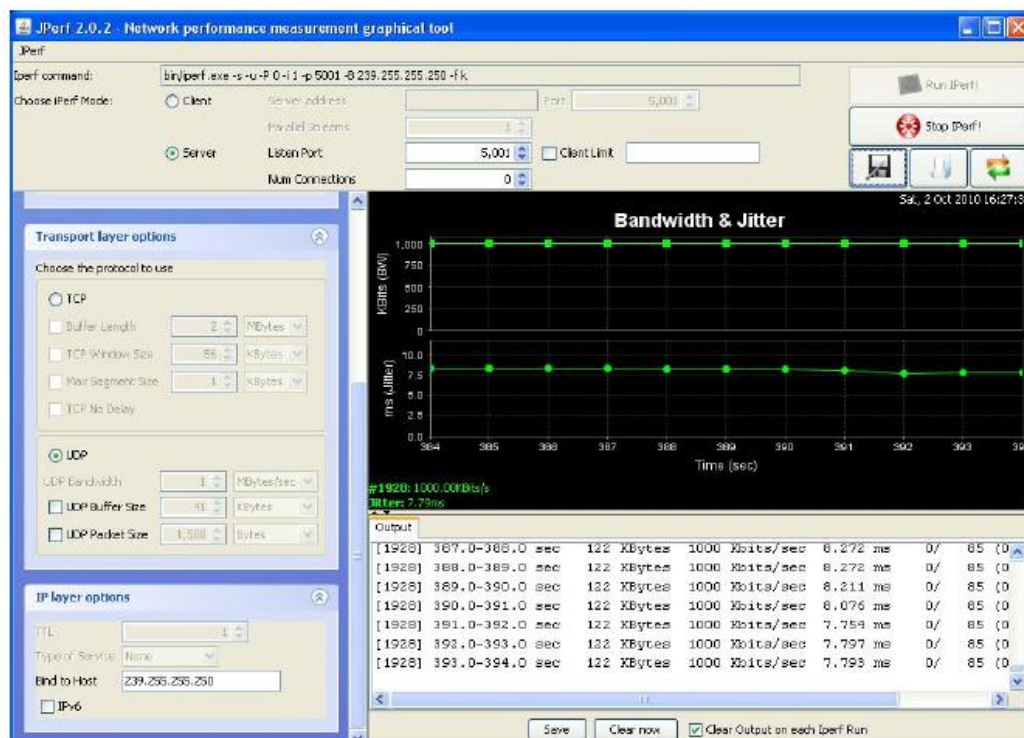 JPerf 2.0.2 - Network performance measurement graphical tool
JPerf
Iperf command: bin/iperf.exe -s -u -P 0 -i 1 -p 5001 -B 239.255.255.250 -f k
Choose iPerf Mode: Client Server address Port 5,001
Parallel Streams 1
Server Listen Port 5,001 Client Limit
Num Connections 0
Run IPerf!
Stop IPerf!
Transport layer options
Choose the protocol to use
TCP
Buffer Length 2 MBytes
TCP Window Size 56 KBytes
Max Segment Size 1 KBytes
TCP No Delay
UDP
UDP Bandwidth 1 MBytes/sec
UDP Buffer Size 41 KBytes
UDP Packet Size 1,500 Bytes
IP layer options
TTL 1
Type of Service None
Bind to Host 239.255.255.250
IPv6
Sat, 2 Oct 2010 16:27:3
Bandwidth & Jitter
KBits (BW)
1,000
750
500
250
0
ms (Jitter)
10.0
7.5
5.0
2.5
0.0
384 385 386 387 388 389 390 391 392 393 39
Time (sec)
#1928: 1000.00KBits/s
Jitter: 7.79ms
Output
[1928] 387.0-388.0 sec 122 KBytes 1000 Kbits/sec 8.272 ms 0/ 85 (0
[1928] 388.0-389.0 sec 122 KBytes 1000 Kbits/sec 8.272 ms 0/ 85 (0
[1928] 389.0-390.0 sec 122 KBytes 1000 Kbits/sec 8.211 ms 0/ 85 (0
[1928] 390.0-391.0 sec 122 KBytes 1000 Kbits/sec 8.076 ms 0/ 85 (0
[1928] 391.0-392.0 sec 122 KBytes 1000 Kbits/sec 7.754 ms 0/ 85 (0
[1928] 392.0-393.0 sec 122 KBytes 1000 Kbits/sec 7.797 ms 0/ 85 (0
[1928] 393.0-394.0 sec 122 KBytes 1000 Kbits/sec 7.793 ms 0/ 85 (0
Save Clear now Clear Output on each Iperf Run